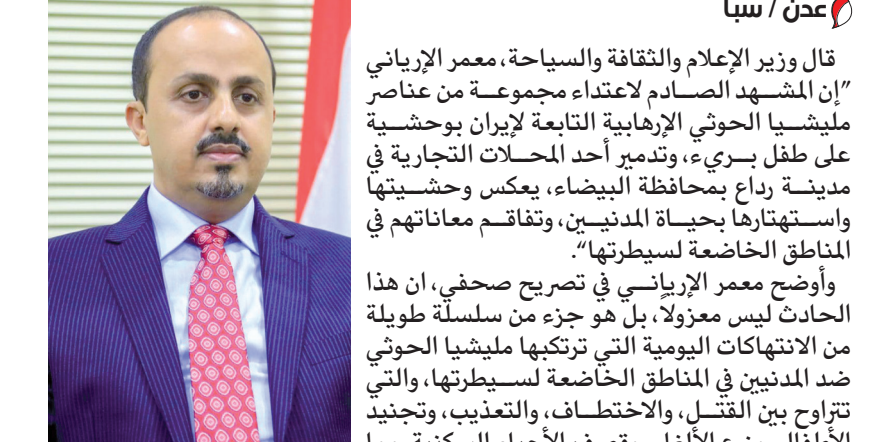 عدن / سبأ
قال وزير الإعلام والثقافة والسياحة، معمر الإرياني
"إن المشهد الصادم لاعتداء مجموعة من عناصر
مليشيا الحوثي الإرهابية التابعة لإيران بوحشية
على طفل بريء، وتدمير أحد المحلات التجارية في
مدينة رداع بمحافظة البيضاء، يعكس وحشيتها
واستهتارها بحياة المدنيين، وتفاقم معاناتهم في
المناطق الخاضعة لسيطرتها".
وأوضح معمر الإرياني في تصريح صحفي، ان هذا
الحادث ليس معزولاً، بل هو جزء من سلسلة طويلة
من الانتهاكات اليومية التي ترتكبها مليشيا الحوثي
ضد المدنيين في المناطق الخاضعة لسيطرتها، والتي
تتراوح بين القتل، والاختطاف، والتعذيب، وتجنيد